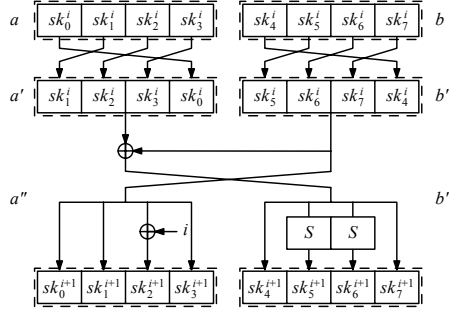 a sk_0^i sk_1^i sk_2^i sk_3^i sk_4^i sk_5^i sk_6^i sk_7^i b
a′ sk_1^i sk_2^i sk_3^i sk_0^i sk_5^i sk_6^i sk_7^i sk_4^i b′
a″ b′
i S S
sk_0^{i+1} sk_1^{i+1} sk_2^{i+1} sk_3^{i+1} sk_4^{i+1} sk_5^{i+1} sk_6^{i+1} sk_7^{i+1}